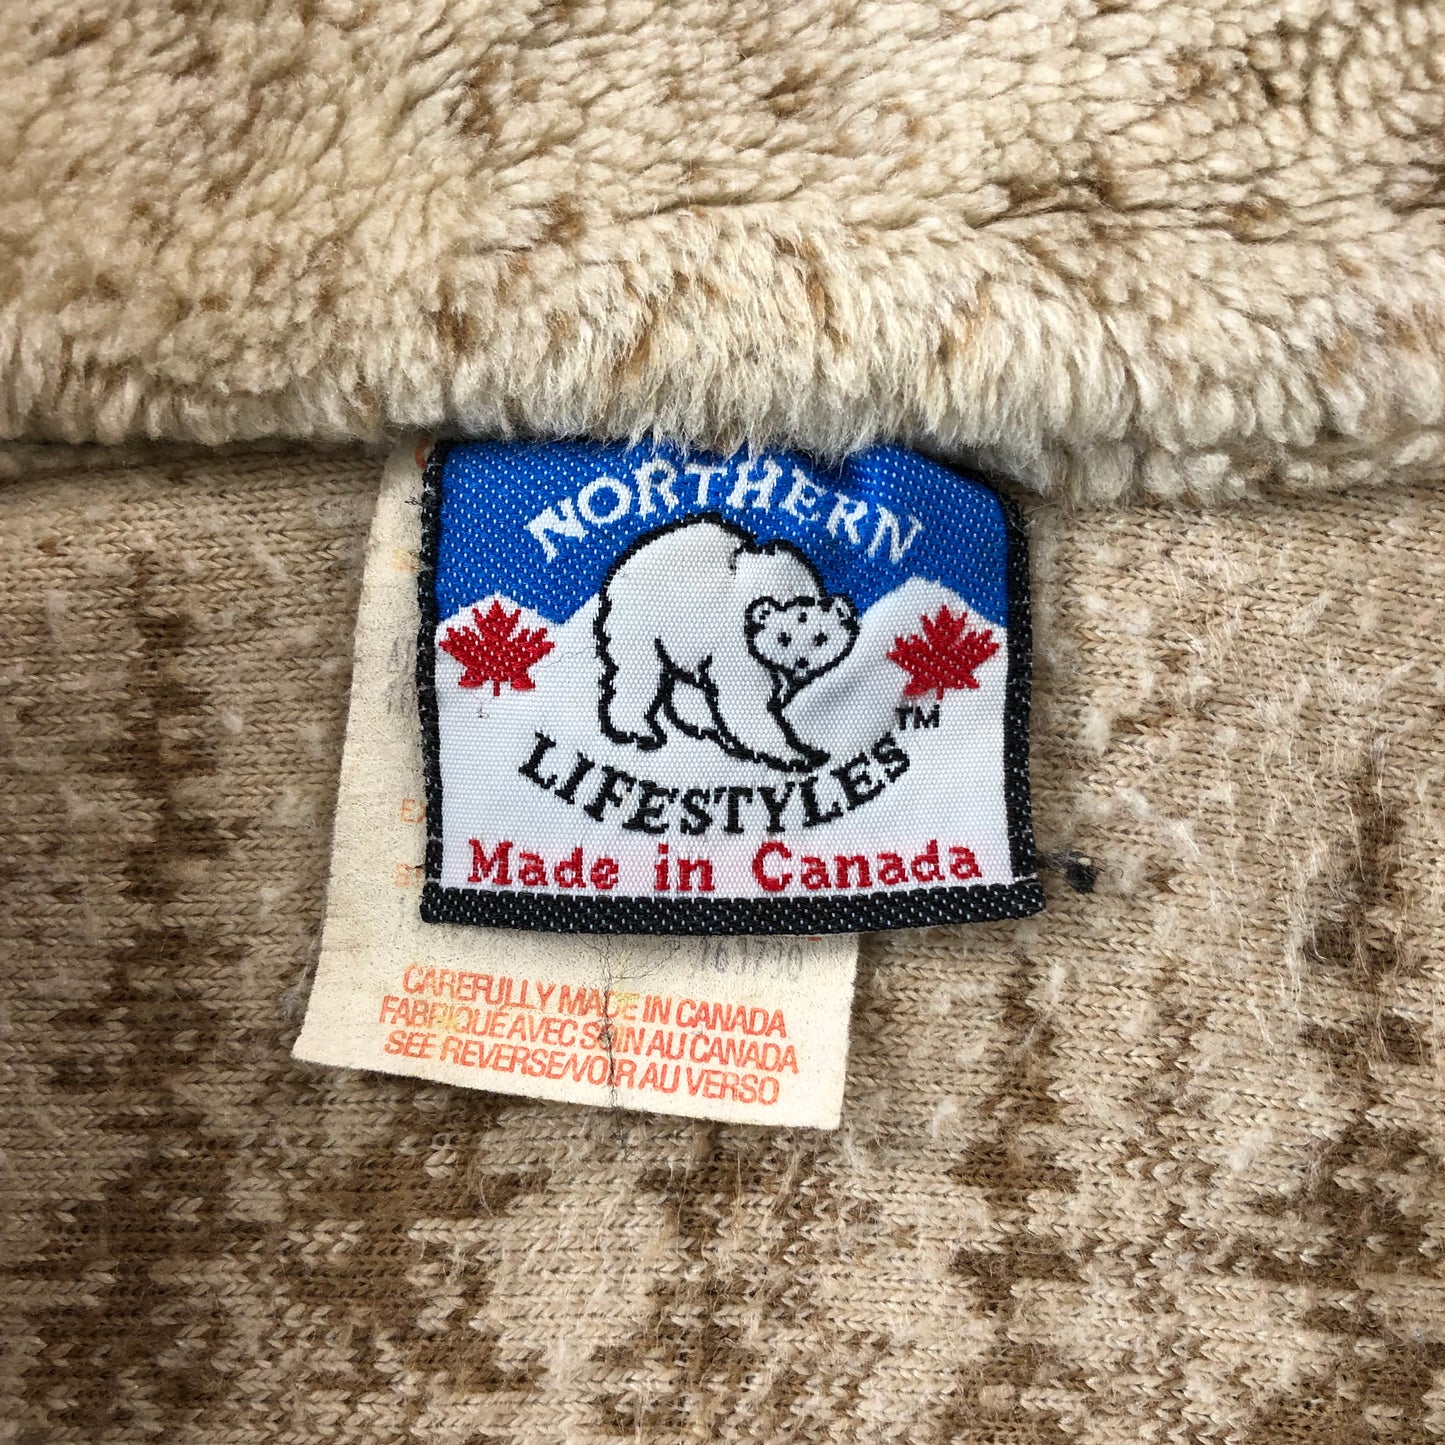 NORTHERN
LIFESTYLES™
Made in Canada
CAREFULLY MADE IN CANADA
FABRIQUÉ AVEC SOIN AU CANADA
SEE REVERSE/VOIR AU VERSO